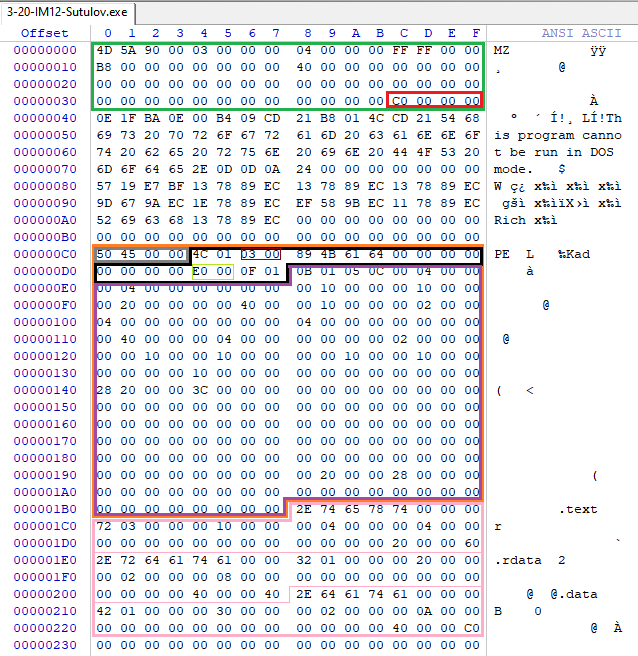 3-20-IM12-Sutulov.exe
Offset 0 1 2 3 4 5 6 7 8 9 A B C D E F ANSI ASCII
00000000 4D 5A 90 00 03 00 00 00 04 00 00 00 FF FF 00 00 MZ ÿÿ
00000010 B8 00 00 00 00 00 00 00 40 00 00 00 00 00 00 00 ¸ @
00000020 00 00 00 00 00 00 00 00 00 00 00 00 00 00 00 00
00000030 00 00 00 00 00 00 00 00 00 00 00 00 C0 00 00 00 À
00000040 0E 1F BA 0E 00 B4 09 CD 21 B8 01 4C CD 21 54 68 º ´ Í!¸ LÍ!Th
00000050 69 73 20 70 72 6F 67 72 61 6D 20 63 61 6E 6E 6F is program canno
00000060 74 20 62 65 20 72 75 6E 20 69 6E 20 44 4F 53 20 t be run in DOS
00000070 6D 6F 64 65 2E 0D 0D 0A 24 00 00 00 00 00 00 00 mode. $
00000080 57 19 E7 BF 13 78 89 EC 13 78 89 EC 13 78 89 EC W ç¿ x‰ì x‰ì x‰ì
00000090 9D 67 9A EC 1E 78 89 EC EF 58 9B EC 11 78 89 EC gšì x‰ìïX›ì x‰ì
000000A0 52 69 63 68 13 78 89 EC 00 00 00 00 00 00 00 00 Rich x‰ì
000000B0 00 00 00 00 00 00 00 00 00 00 00 00 00 00 00 00
000000C0 50 45 00 00 4C 01 03 00 89 4B 61 64 00 00 00 00 PE L ‰Kad
000000D0 00 00 00 00 E0 00 0F 01 0B 01 05 0C 00 04 00 00 à
000000E0 00 04 00 00 00 00 00 00 00 10 00 00 00 10 00 00
000000F0 00 20 00 00 00 00 40 00 00 10 00 00 00 02 00 00 @
00000100 04 00 00 00 00 00 00 00 04 00 00 00 00 00 00 00
00000110 00 40 00 00 00 04 00 00 00 00 00 00 02 00 00 00 @
00000120 00 00 10 00 00 10 00 00 00 00 10 00 00 10 00 00
00000130 00 00 00 00 10 00 00 00 00 00 00 00 00 00 00 00
00000140 28 20 00 00 3C 00 00 00 00 00 00 00 00 00 00 00 ( <
00000150 00 00 00 00 00 00 00 00 00 00 00 00 00 00 00 00
00000160 00 00 00 00 00 00 00 00 00 00 00 00 00 00 00 00
00000170 00 00 00 00 00 00 00 00 00 00 00 00 00 00 00 00
00000180 00 00 00 00 00 00 00 00 00 00 00 00 00 00 00 00
00000190 00 00 00 00 00 00 00 00 00 20 00 00 28 00 00 00 (
000001A0 00 00 00 00 00 00 00 00 00 00 00 00 00 00 00 00
000001B0 00 00 00 00 00 00 00 00 2E 74 65 78 74 00 00 00 .text
000001C0 72 03 00 00 00 10 00 00 00 04 00 00 00 04 00 00 r
000001D0 00 00 00 00 00 00 00 00 00 00 00 00 20 00 00 60 `
000001E0 2E 72 64 61 74 61 00 00 32 01 00 00 00 20 00 00 .rdata 2
000001F0 00 02 00 00 00 08 00 00 00 00 00 00 00 00 00 00
00000200 00 00 00 00 40 00 00 40 2E 64 61 74 61 00 00 00 @ @.data
00000210 42 01 00 00 00 30 00 00 00 02 00 00 00 0A 00 00 B 0
00000220 00 00 00 00 00 00 00 00 00 00 00 00 40 00 00 C0 @ À
00000230 00 00 00 00 00 00 00 00 00 00 00 00 00 00 00 00